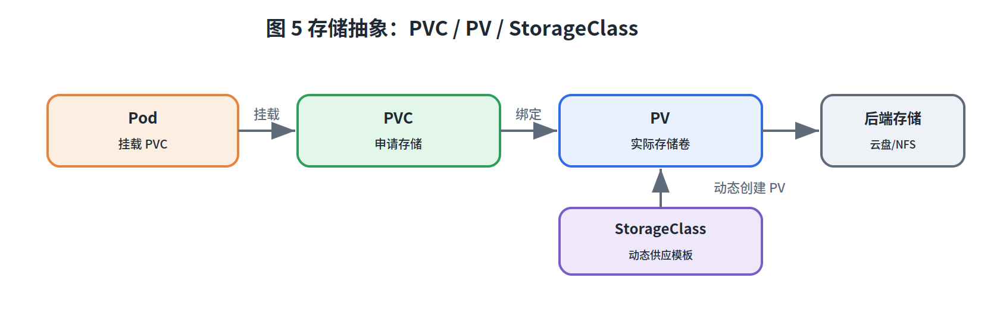 图 5 存储抽象：PVC / PV / StorageClass
Pod
挂载 PVC
挂载
PVC
申请存储
绑定
PV
实际存储卷
后端存储
云盘/NFS
动态创建 PV
StorageClass
动态供应模板